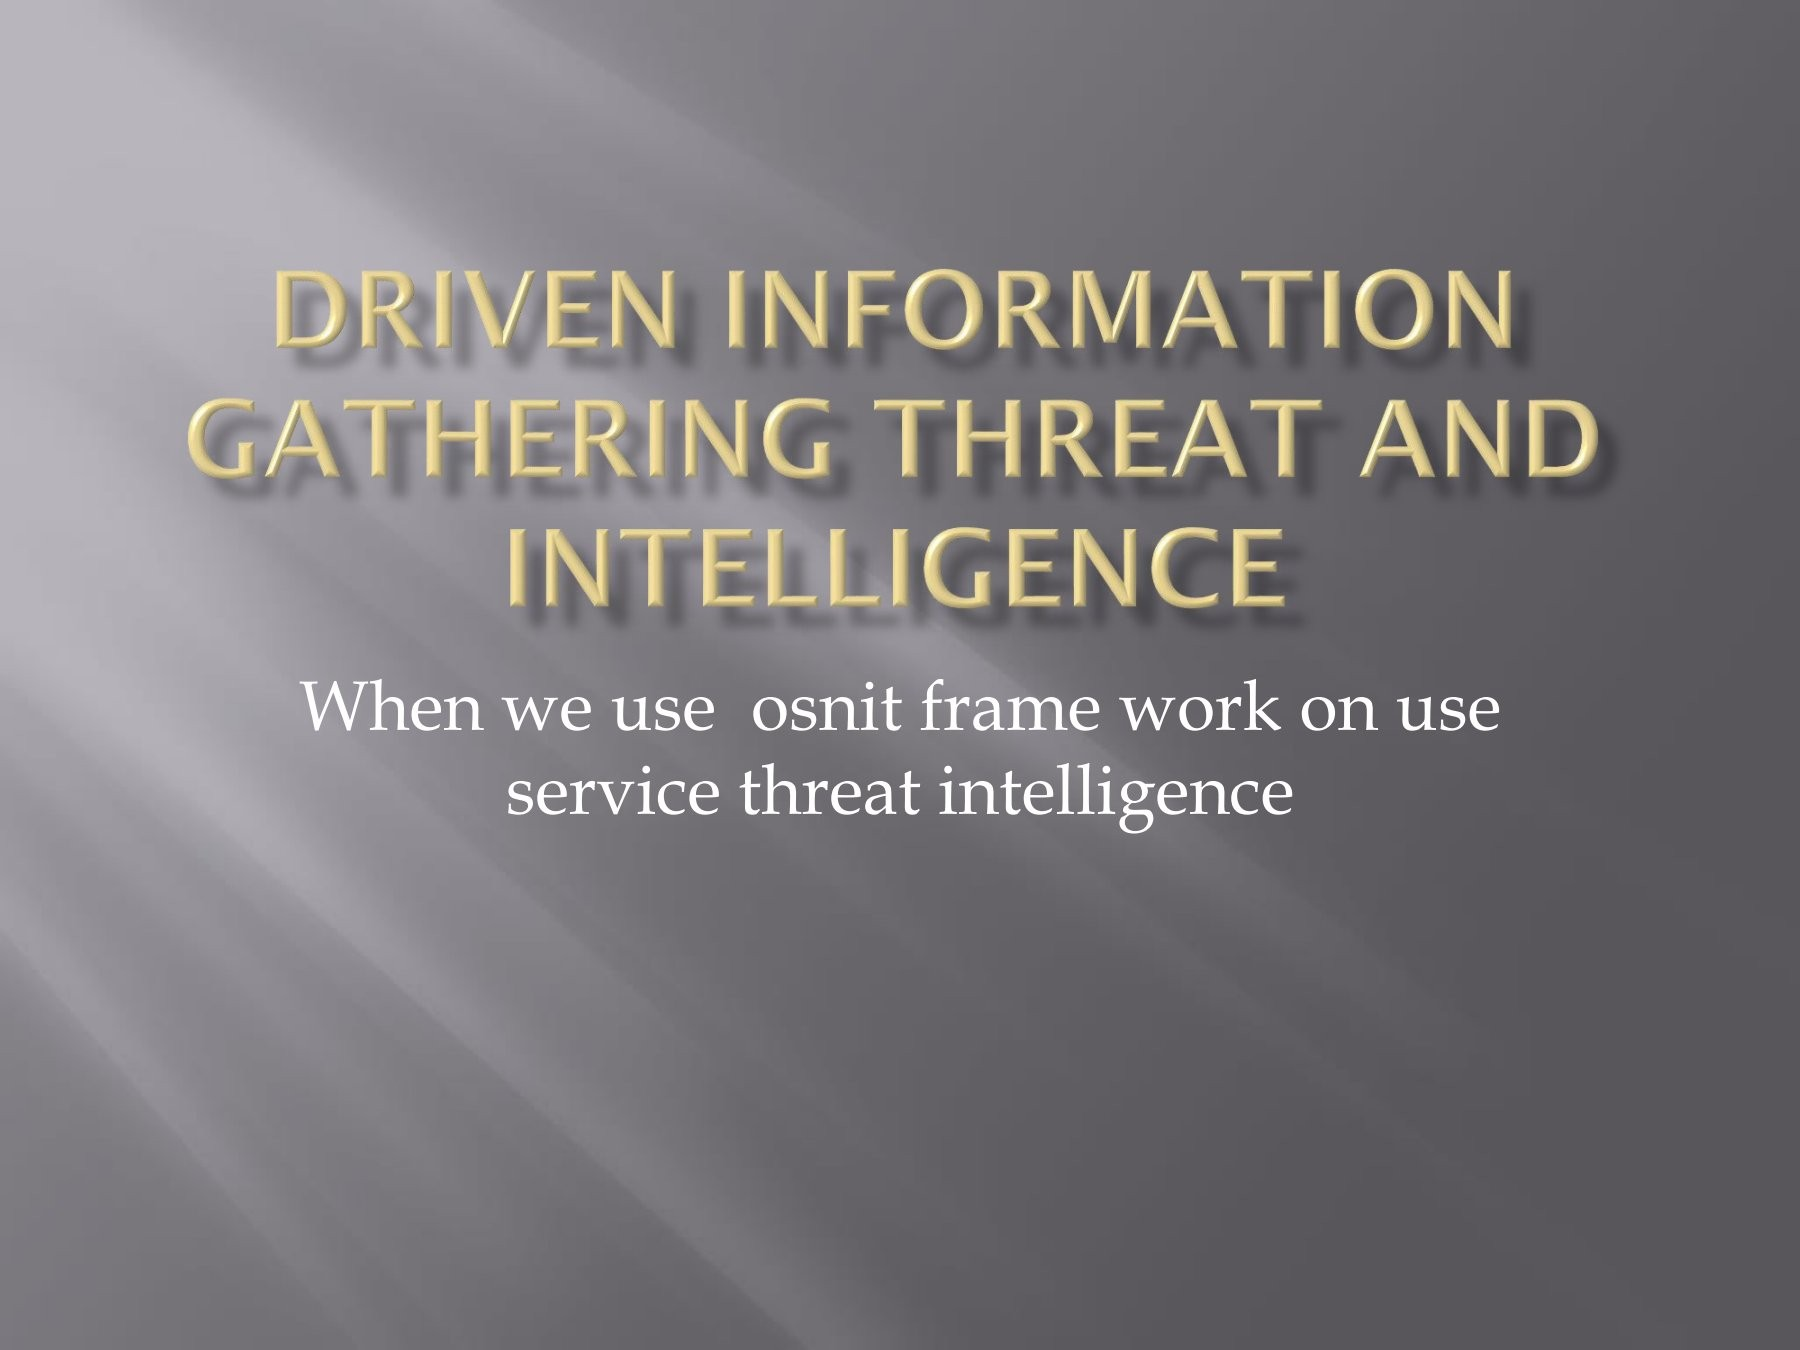 DRIVEN INFORMATION
GATHERING THREAT AND
INTELLIGENCE
When we use  osnit frame work on use
service threat intelligence